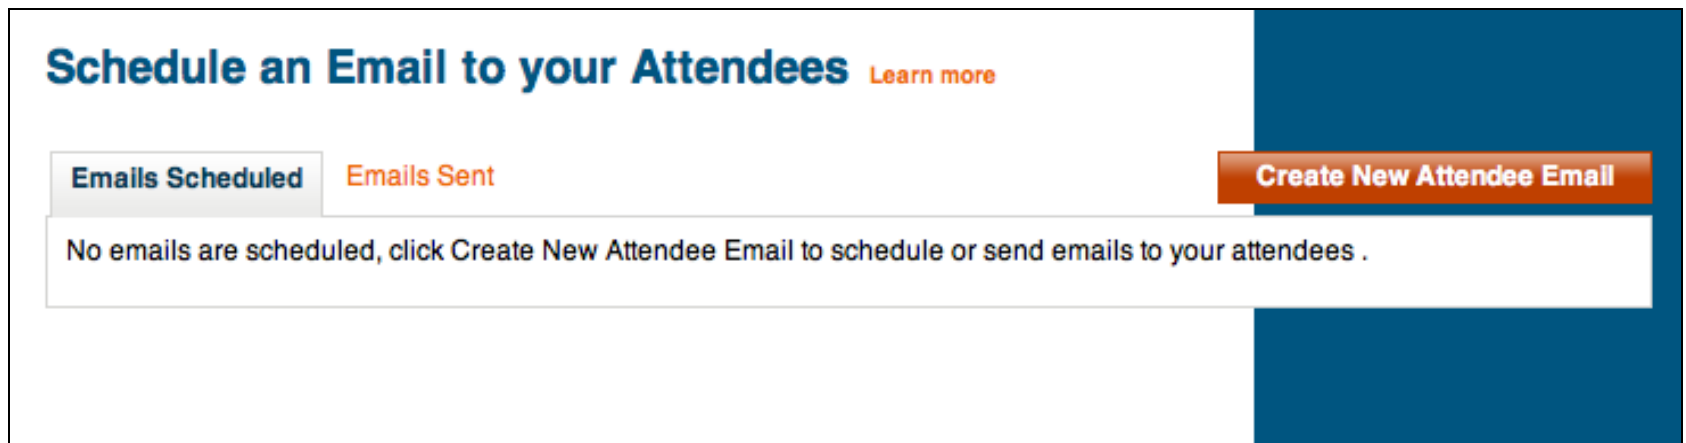 Schedule an Email to your Attendees Learn more
Emails Scheduled Emails Sent Create New Attendee Email
No emails are scheduled, click Create New Attendee Email to schedule or send emails to your attendees .